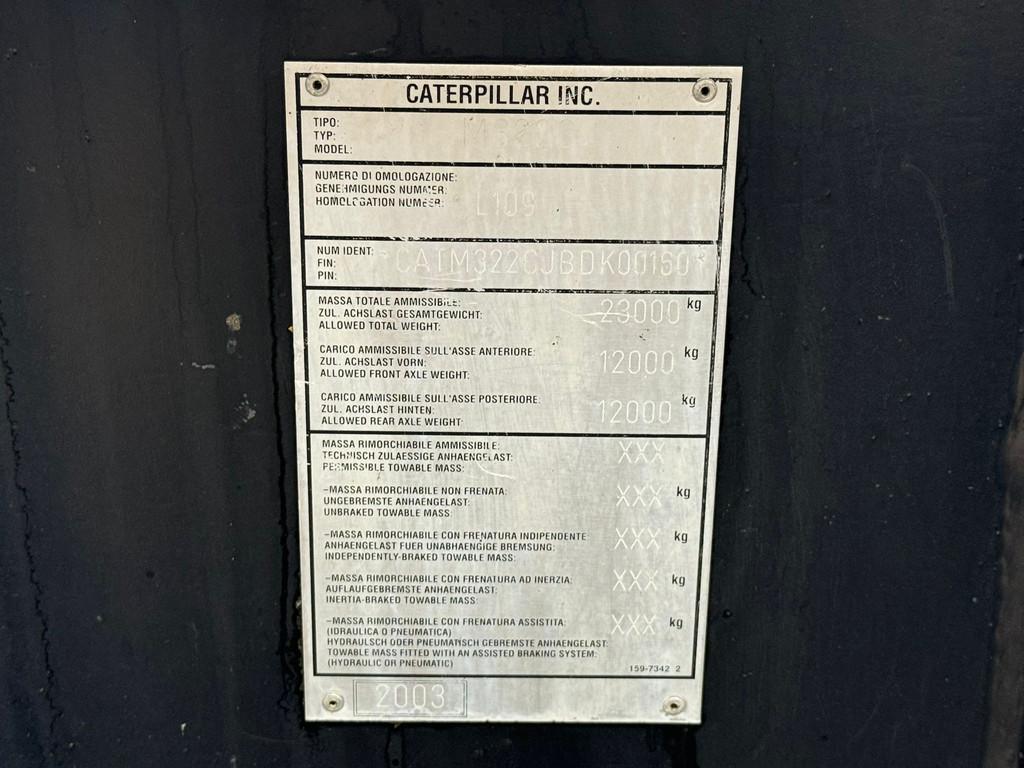 CATERPILLAR INC.
TIPO:
TYP:
MODEL:
NUMERO DI OMOLOGAZIONE:
GENEHMIGUNGS NUMMER:
HOMOLOGATION NUMBER: L109
NUM IDENT:
FIN: *CATM322CJBDK00160*
PIN:
MASSA TOTALE AMMISSIBILE:
ZUL. ACHSLAST GESAMTGEWICHT: 23000 kg
ALLOWED TOTAL WEIGHT:
CARICO AMMISSIBILE SULL'ASSE ANTERIORE:
ZUL. ACHSLAST VORN: 12000 kg
ALLOWED FRONT AXLE WEIGHT:
CARICO AMMISSIBILE SULL'ASSE POSTERIORE:
ZUL. ACHSLAST HINTEN: 12000 kg
ALLOWED REAR AXLE WEIGHT:
MASSA RIMORCHIABILE AMMISSIBILE:
TECHNISCH ZULAESSIGE ANHAENGELAST: XXX
PERMISSIBLE TOWABLE MASS:
-MASSA RIMORCHIABILE NON FRENATA:
UNGEBREMSTE ANHAENGELAST: XXX kg
UNBRAKED TOWABLE MASS:
-MASSA RIMORCHIABILE CON FRENATURA INDIPENDENTE
ANHAENGELAST FUER UNABHAENGIGE BREMSUNG: XXX kg
INDEPENDENTLY-BRAKED TOWABLE MASS:
-MASSA RIMORCHIABILE CON FRENATURA AD INERZIA: XXX kg
AUFLAUFGEBREMSTE ANHAENGELAST:
INERTIA-BRAKED TOWABLE MASS:
-MASSA RIMORCHIABILE CON FRENATURA ASSISTITA: XXX kg
(IDRAULICA O PNEUMATICA)
HYDRAULSCH ODER PNEUMATISCH GEBREMSTE ANHAENGELAST:
TOWABLE MASS FITTED WITH AN ASSISTED BRAKING SYSTEM:
(HYDRAULIC OR PNEUMATIC)
159-7342 2
2003